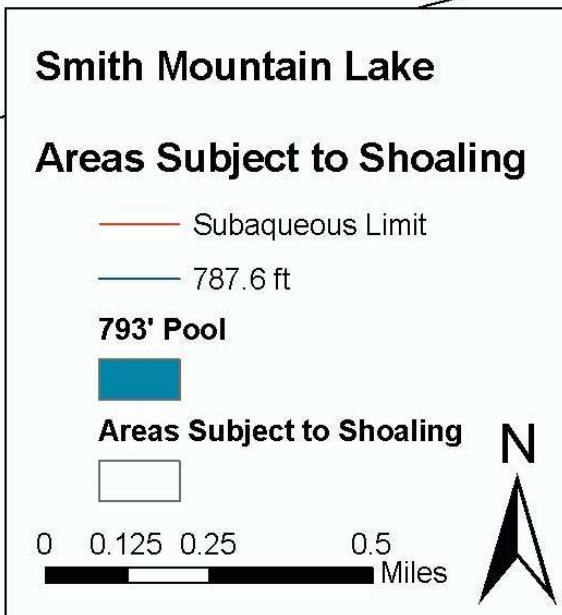 Smith Mountain Lake
Areas Subject to Shoaling
Subaqueous Limit
787.6 ft
793' Pool
Areas Subject to Shoaling
N
0 0.125 0.25 0.5
Miles